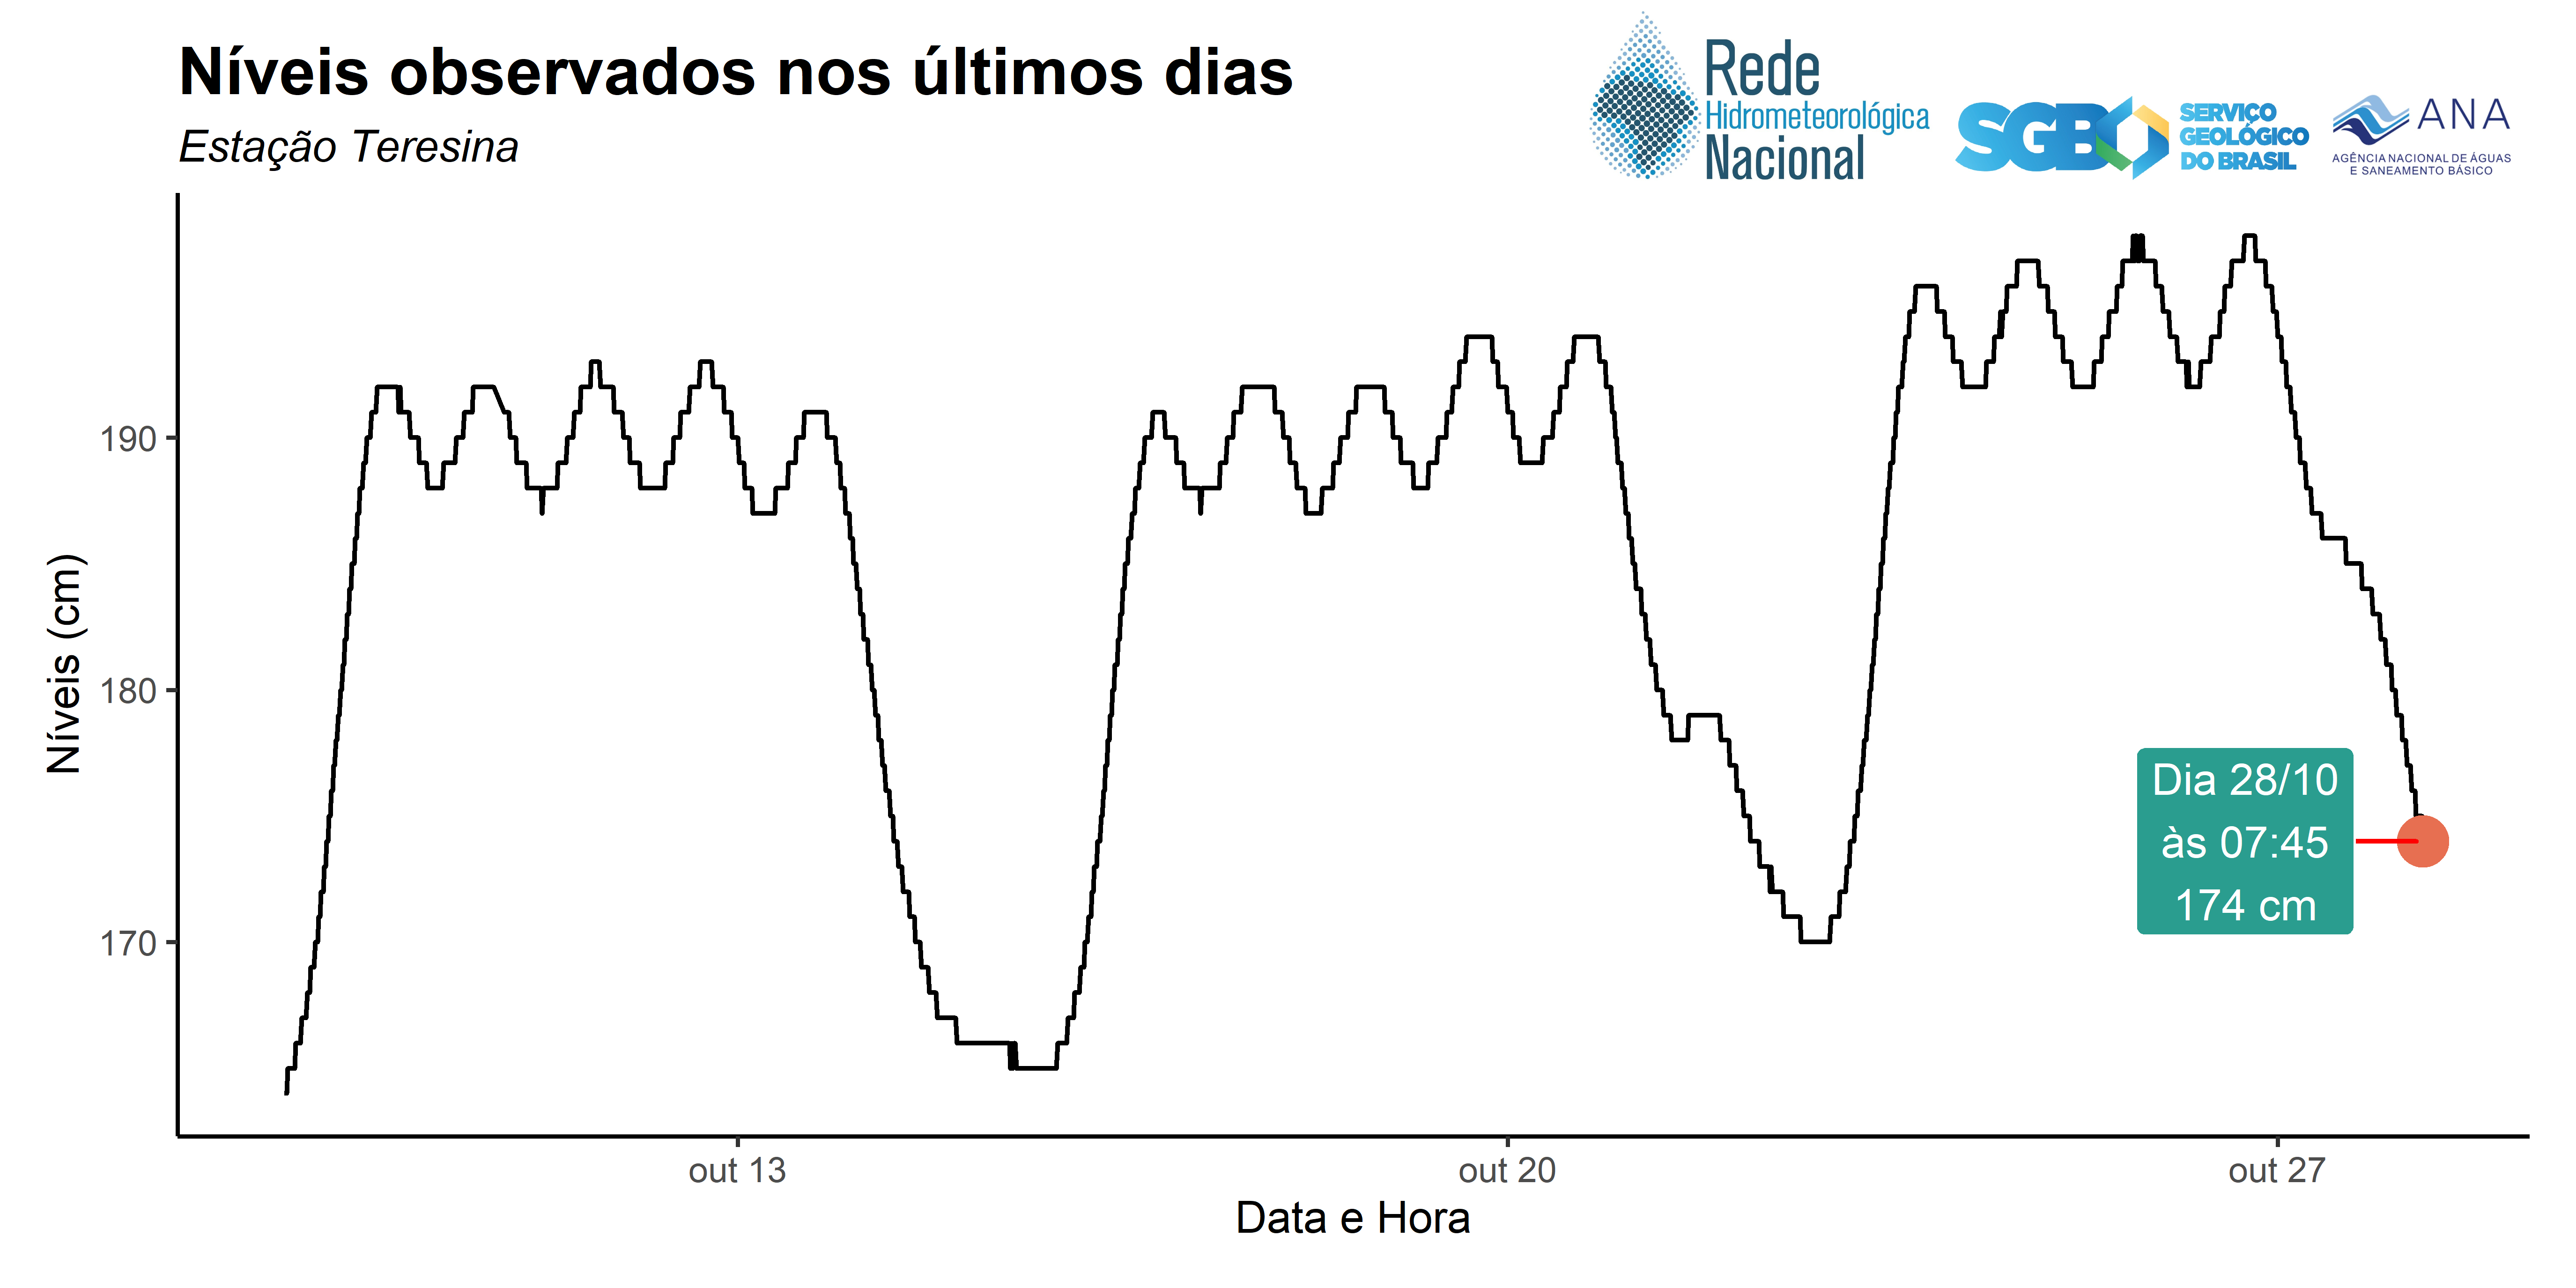 Níveis observados nos últimos dias
Estação Teresina
Rede
Hidrometeorológica
Nacional
SGB
SERVIÇO
GEOLÓGICO
DO BRASIL
ANA
AGÊNCIA NACIONAL DE ÁGUAS
E SANEAMENTO BÁSICO
Níveis (cm)
190
180
170
Dia 28/10
às 07:45
174 cm
out 13
out 20
out 27
Data e Hora